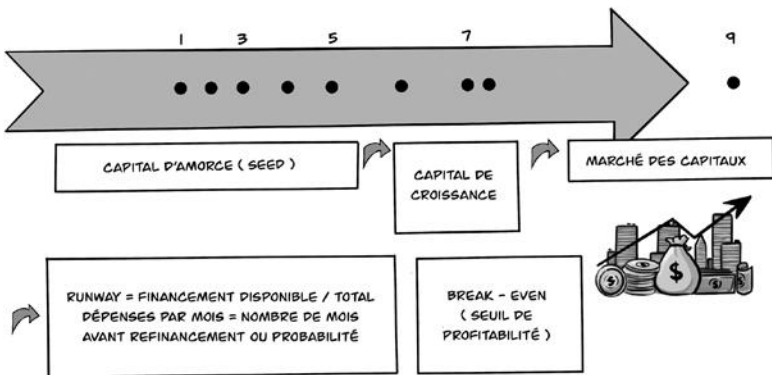 1 3 5 7 9
CAPITAL D'AMORCE ( SEED )
CAPITAL DE
CROISSANCE
MARCHÉ DES CAPITAUX
RUNWAY = FINANCEMENT DISPONIBLE / TOTAL
DÉPENSES PAR MOIS = NOMBRE DE MOIS
AVANT REFINANCEMENT OU PROBABILITÉ
BREAK - EVEN
( SEUIL DE
PROFITABILITÉ )
$
$